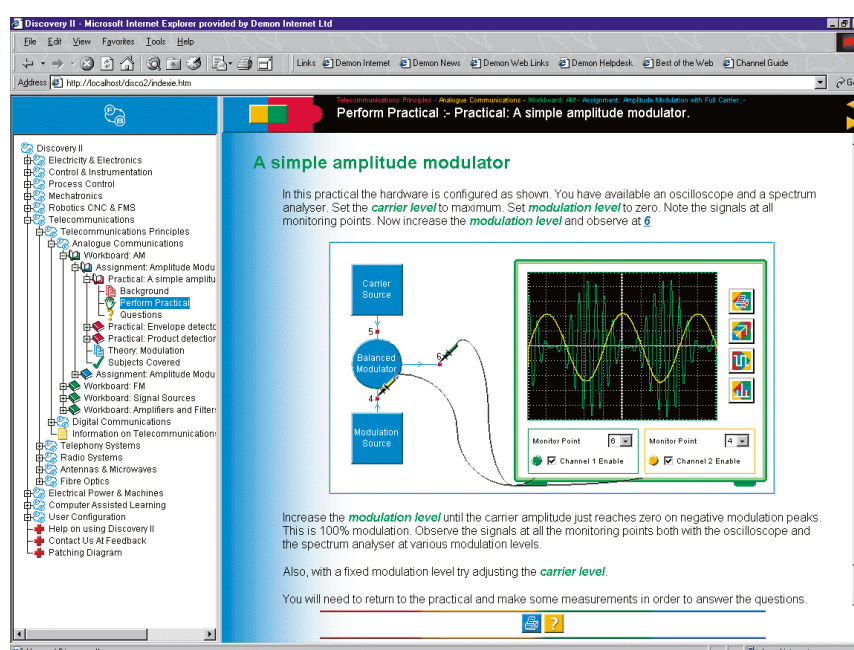 Discovery II - Microsoft Internet Explorer provided by Demon Internet Ltd
File Edit View Favorites Tools Help
Links Demon Internet Demon News Demon Web Links Demon Helpdesk Best of the Web Channel Guide
Address http://localhost/disco2/indexie.htm
Telecommunications Principles - Analogue Communications - Workboard: AM - Assignment: Amplitude Modulation with Full Carrier. -
Perform Practical :- Practical: A simple amplitude modulator.
Discovery II
Electricity & Electronics
Control & Instrumentation
Process Control
Mechatronics
Robotics CNC & FMS
Telecommunications
Telecommunications Principles
Analogue Communications
Workboard: AM
Assignment: Amplitude Modu
Practical: A simple amplitu
Background
Perform Practical
Questions
Practical: Envelope detecto
Practical: Product detection
Theory: Modulation
Subjects Covered
Assignment: Amplitude Modu
Workboard: FM
Workboard: Signal Sources
Workboard: Amplifiers and Filter
Digital Communications
Information on Telecommunication
Telephony Systems
Radio Systems
Antennas & Microwaves
Fibre Optics
Electrical Power & Machines
Computer Assisted Learning
User Configuration
Help on using Discovery II
Contact Us At Feedback
Patching Diagram
A simple amplitude modulator
In this practical the hardware is configured as shown. You have available an oscilloscope and a spectrum
analyser. Set the carrier level to maximum. Set modulation level to zero. Note the signals at all
monitoring points. Now increase the modulation level and observe at 6
Carrier
Source
5
Balanced
Modulator
6
4
Modulation
Source
Monitor Point 6
Channel 1 Enable
Monitor Point 4
Channel 2 Enable
Increase the modulation level until the carrier amplitude just reaches zero on negative modulation peaks.
This is 100% modulation. Observe the signals at all the monitoring points both with the oscilloscope and
the spectrum analyser at various modulation levels.
Also, with a fixed modulation level try adjusting the carrier level.
You will need to return to the practical and make some measurements in order to answer the questions.